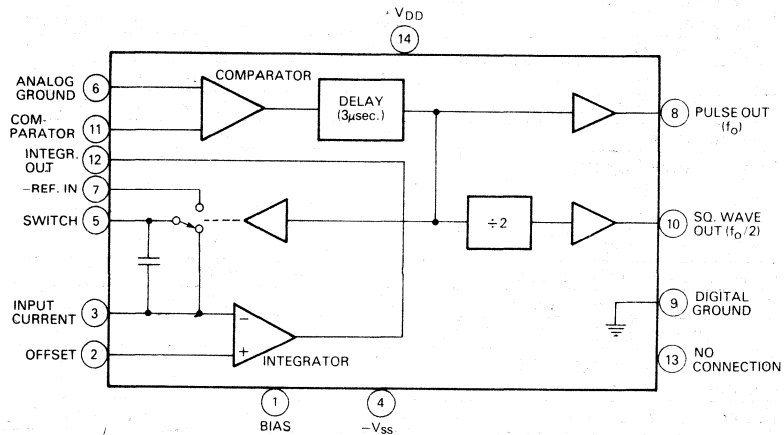 VDD
14
ANALOG
GROUND
6
COMPARATOR
DELAY
(3µsec.)
8
PULSE OUT
(fo)
COM-
PARATOR
11
INTEGR.
OUT
12
–REF. IN
7
SWITCH
5
÷2
10
SQ. WAVE
OUT (fo/2)
INPUT
CURRENT
3
–
9
DIGITAL
GROUND
OFFSET
2
+
INTEGRATOR
13
NO
CONNECTION
1
BIAS
4
–Vss